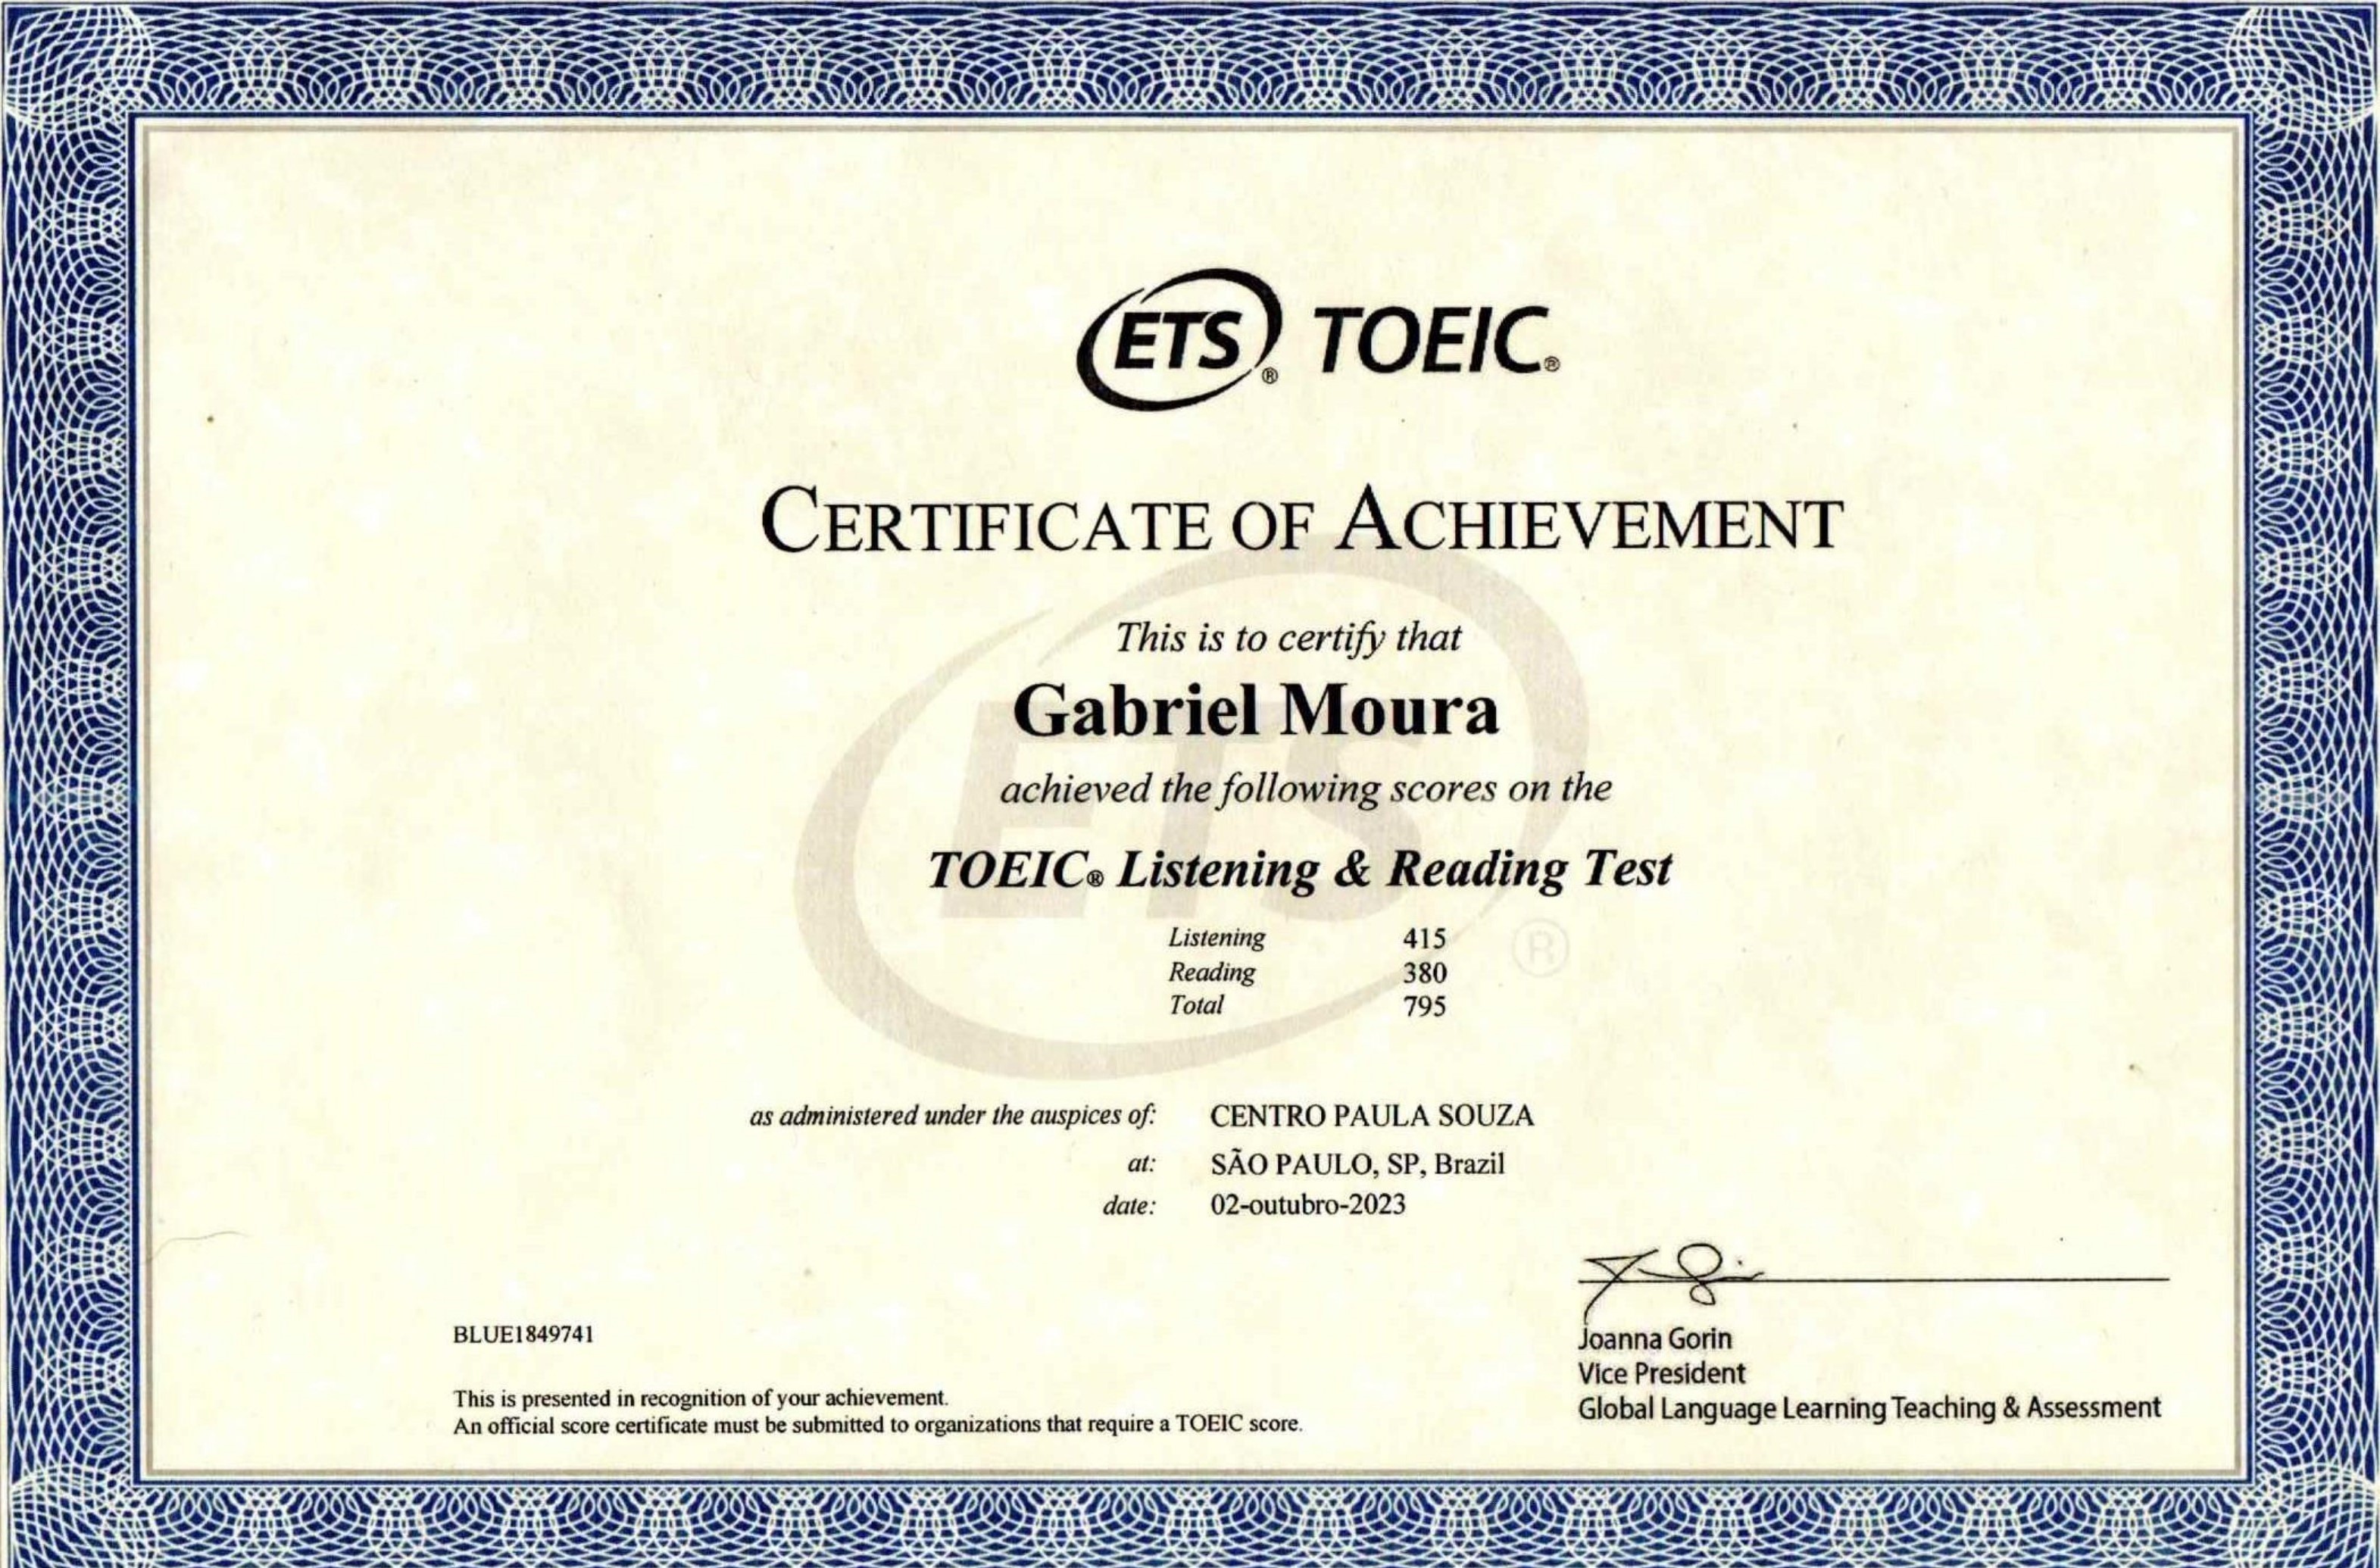 ETS® TOEIC®
CERTIFICATE OF ACHIEVEMENT
This is to certify that
Gabriel Moura
achieved the following scores on the
TOEIC® Listening & Reading Test
Listening 415
Reading 380
Total 795
ETS®
as administered under the auspices of: CENTRO PAULA SOUZA
at: SÃO PAULO, SP, Brazil
date: 02-outubro-2023
BLUE1849741
This is presented in recognition of your achievement.
An official score certificate must be submitted to organizations that require a TOEIC score.
Joanna Gorin
Vice President
Global Language Learning Teaching & Assessment